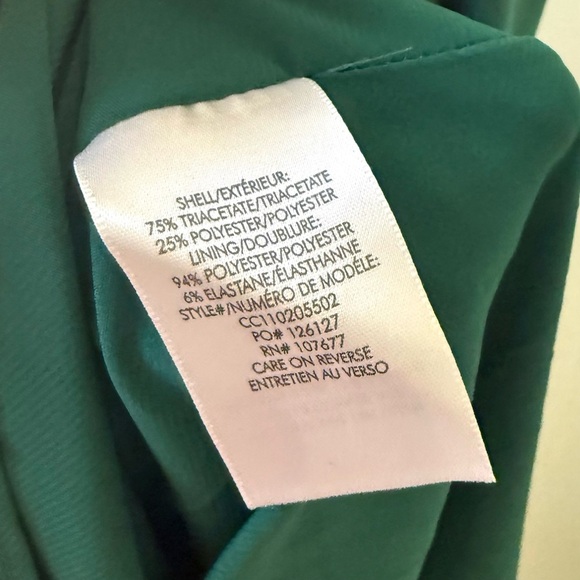 SHELL/EXTÉRIEUR:
75% TRIACETATE/TRIACETATE
25% POLYESTER/POLYESTER
LINING/DOUBLURE:
94% POLYESTER/POLYESTER
6% ELASTANE/ÉLASTHANNE
STYLE#/NUMÉRO DE MODÉLE:
CC110205502
PO# 126127
RN# 107677
CARE ON REVERSE
ENTRETIEN AU VERSO